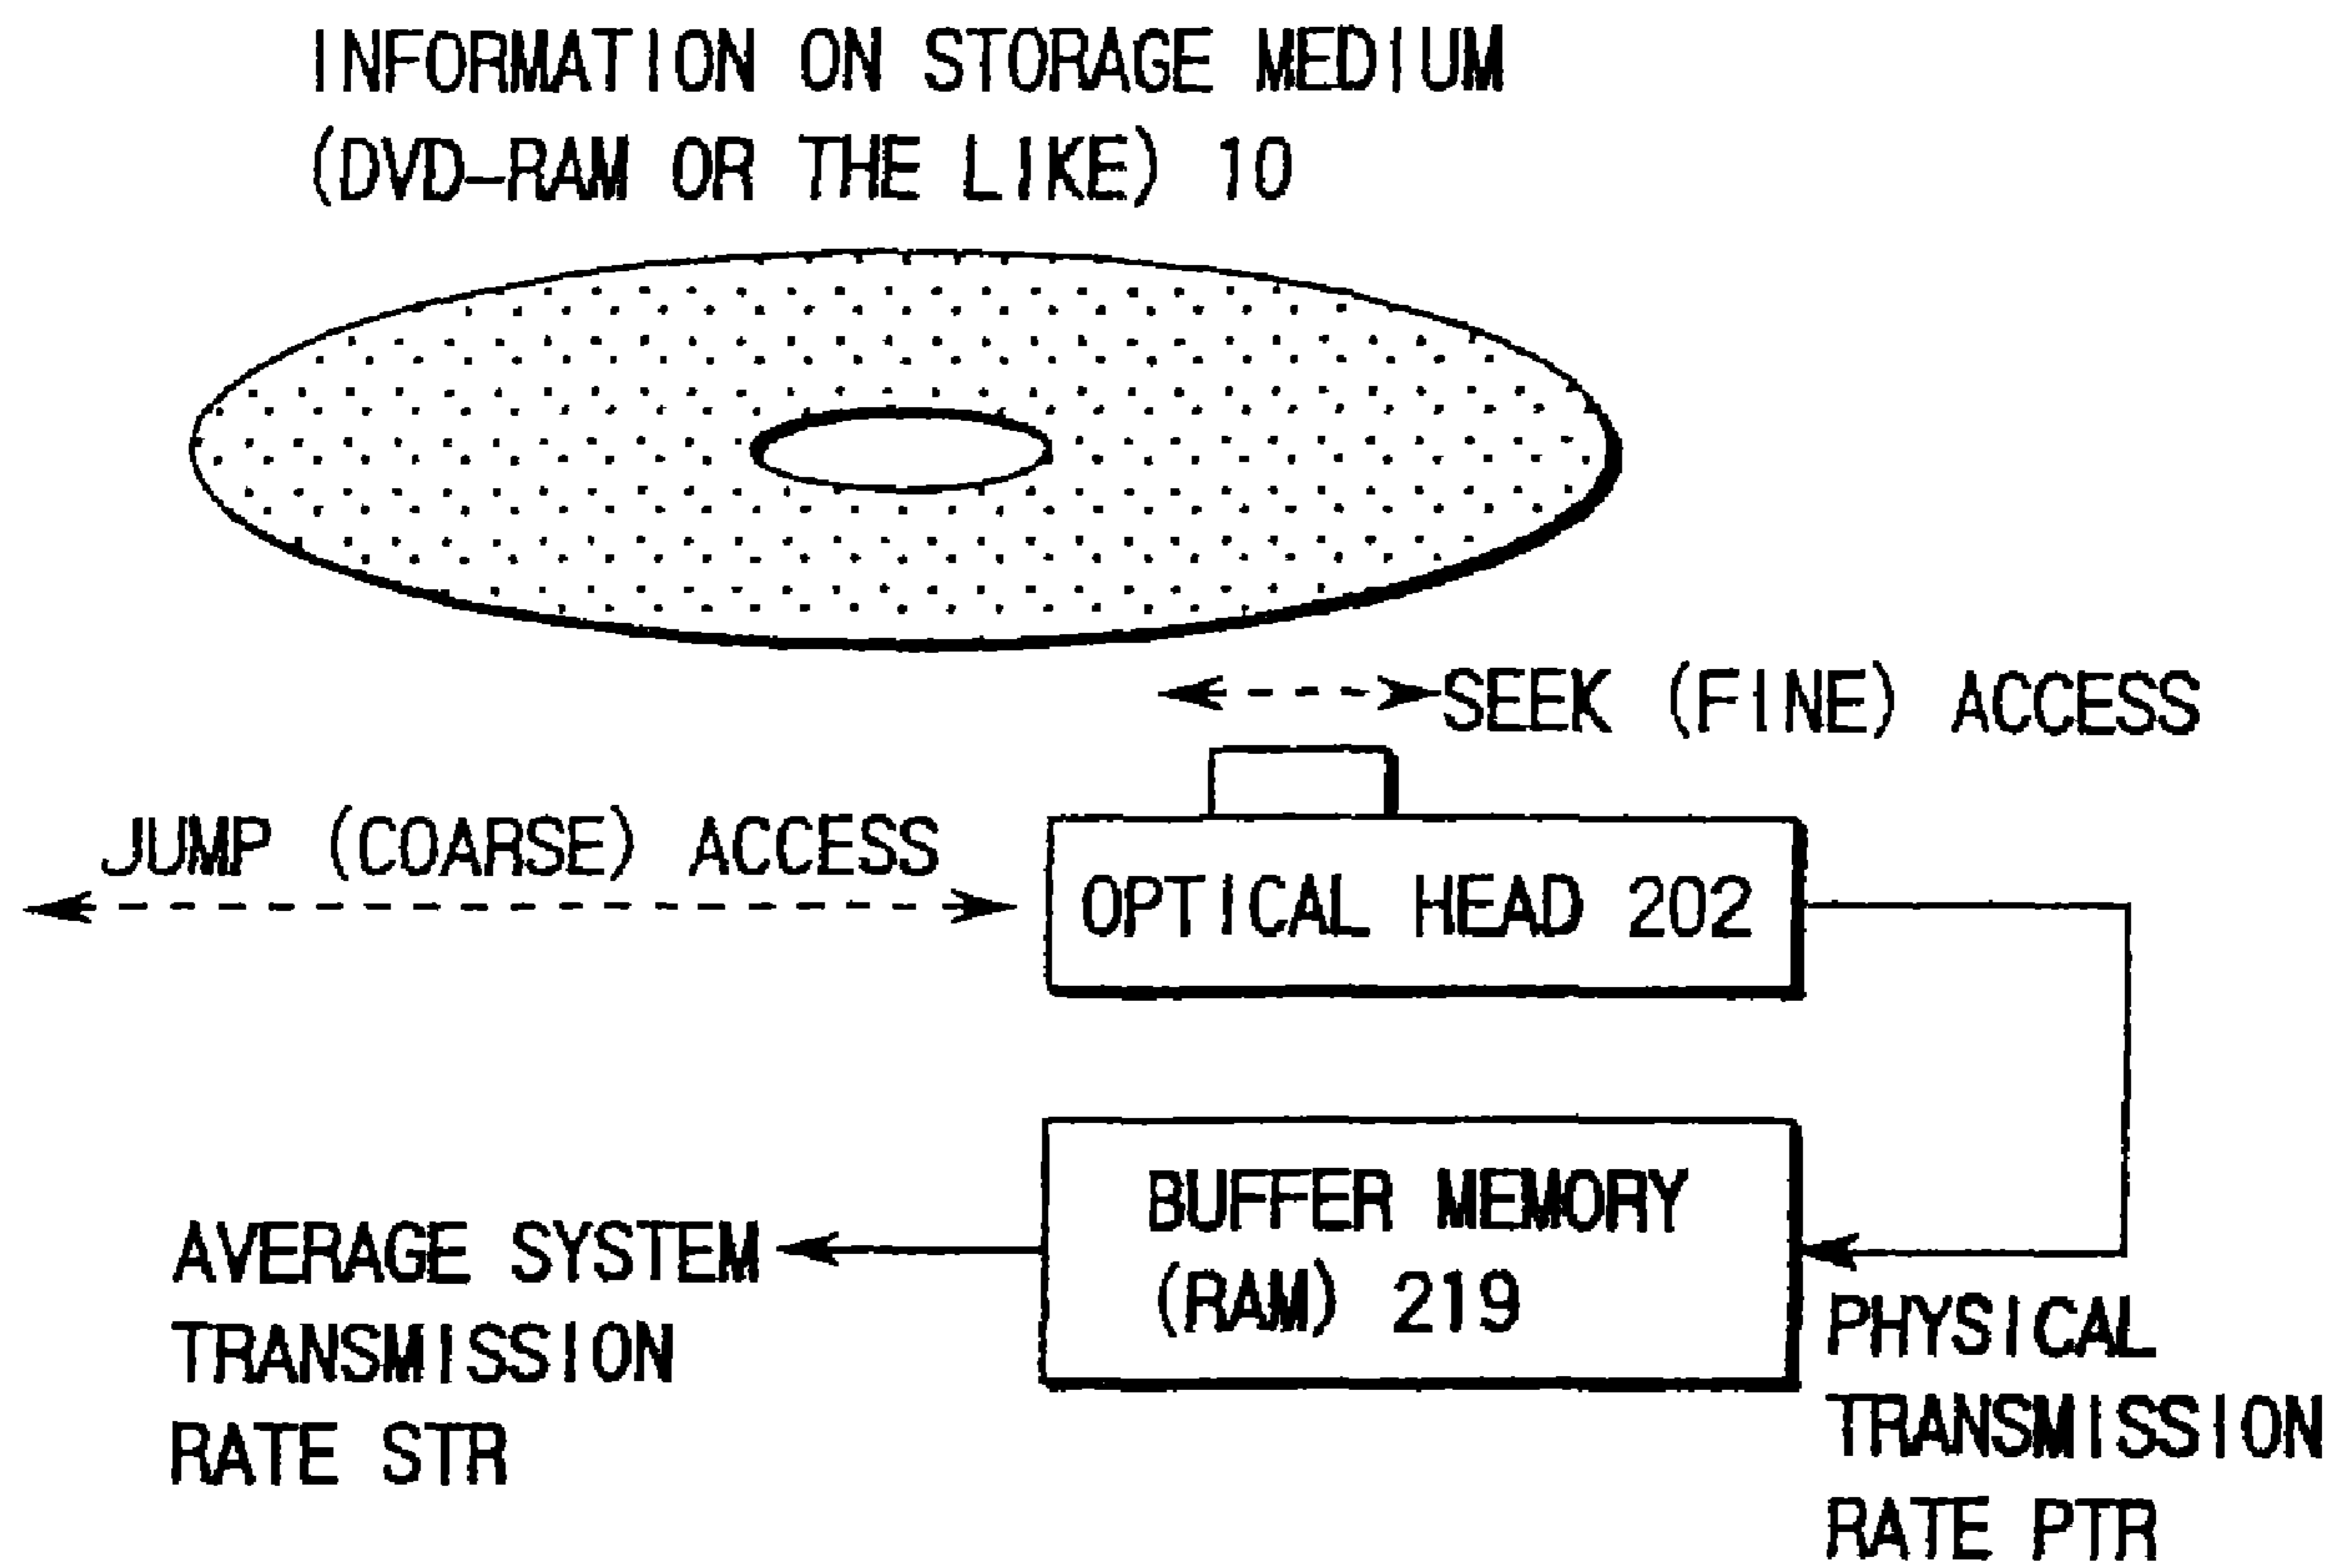 INFORMATION ON STORAGE MEDIUM
(DVD-RAM OR THE LIKE) 10
SEEK (FINE) ACCESS
JUMP (COARSE) ACCESS
OPTICAL HEAD 202
BUFFER MEMORY
(RAM) 219
AVERAGE SYSTEM
TRANSMISSION
RATE STR
PHYSICAL
TRANSMISSION
RATE PTR